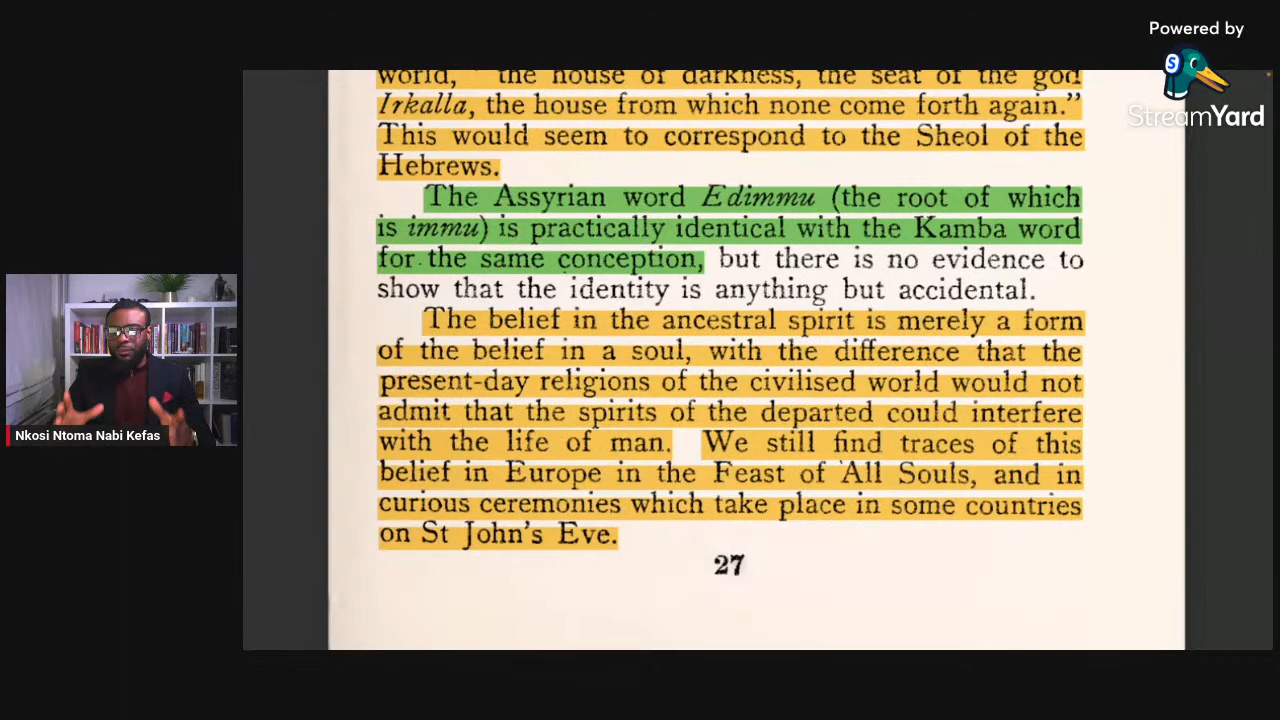 Powered by
StreamYard
world, " the house of darkness, the seat of the god
Irkalla, the house from which none come forth again.”
This would seem to correspond to the Sheol of the
Hebrews.
The Assyrian word Edimmu (the root of which
is immu) is practically identical with the Kamba word
for the same conception, but there is no evidence to
show that the identity is anything but accidental.
The belief in the ancestral spirit is merely a form
of the belief in a soul, with the difference that the
present-day religions of the civilised world would not
admit that the spirits of the departed could interfere
with the life of man. We still find traces of this
belief in Europe in the Feast of All Souls, and in
curious ceremonies which take place in some countries
on St John's Eve.
27
Nkosi Ntoma Nabi Kefas